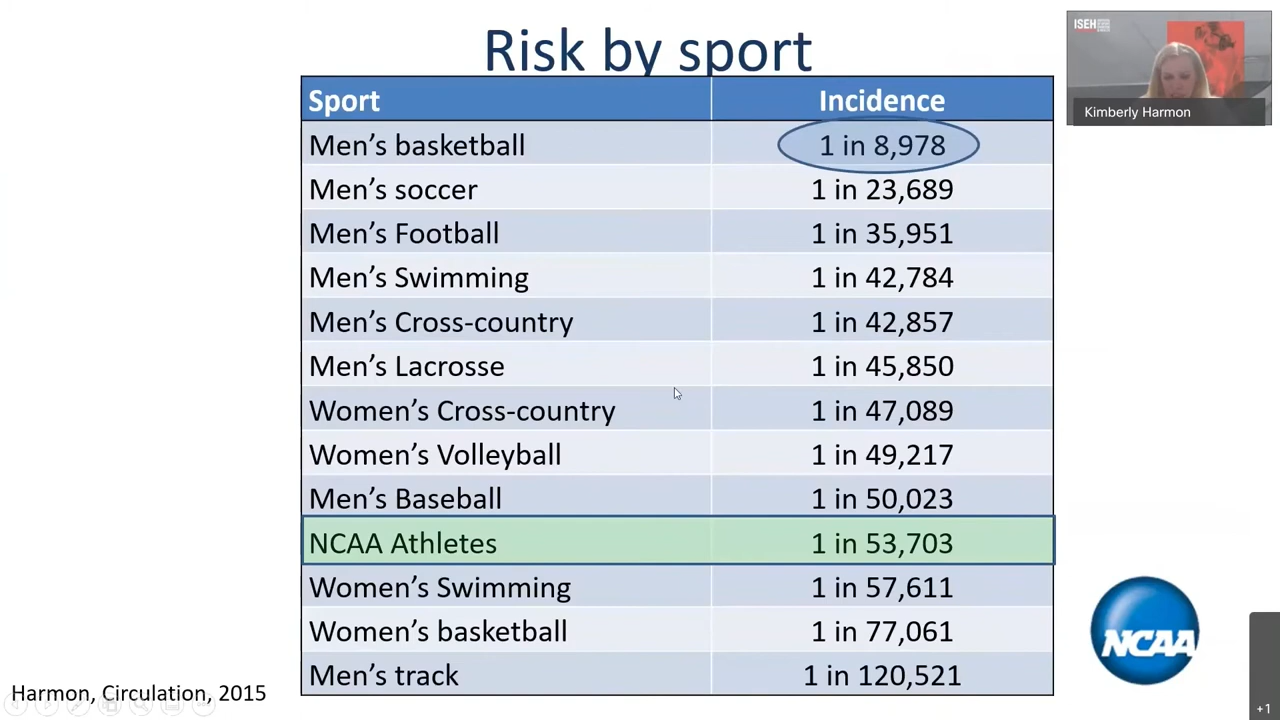 Risk by sport
Sport Incidence
Men’s basketball 1 in 8,978
Men’s soccer 1 in 23,689
Men’s Football 1 in 35,951
Men’s Swimming 1 in 42,784
Men’s Cross-country 1 in 42,857
Men’s Lacrosse 1 in 45,850
Women’s Cross-country 1 in 47,089
Women’s Volleyball 1 in 49,217
Men’s Baseball 1 in 50,023
NCAA Athletes 1 in 53,703
Women’s Swimming 1 in 57,611
Women’s basketball 1 in 77,061
Men’s track 1 in 120,521
Harmon, Circulation, 2015
NCAA
ISEH
Kimberly Harmon
+1